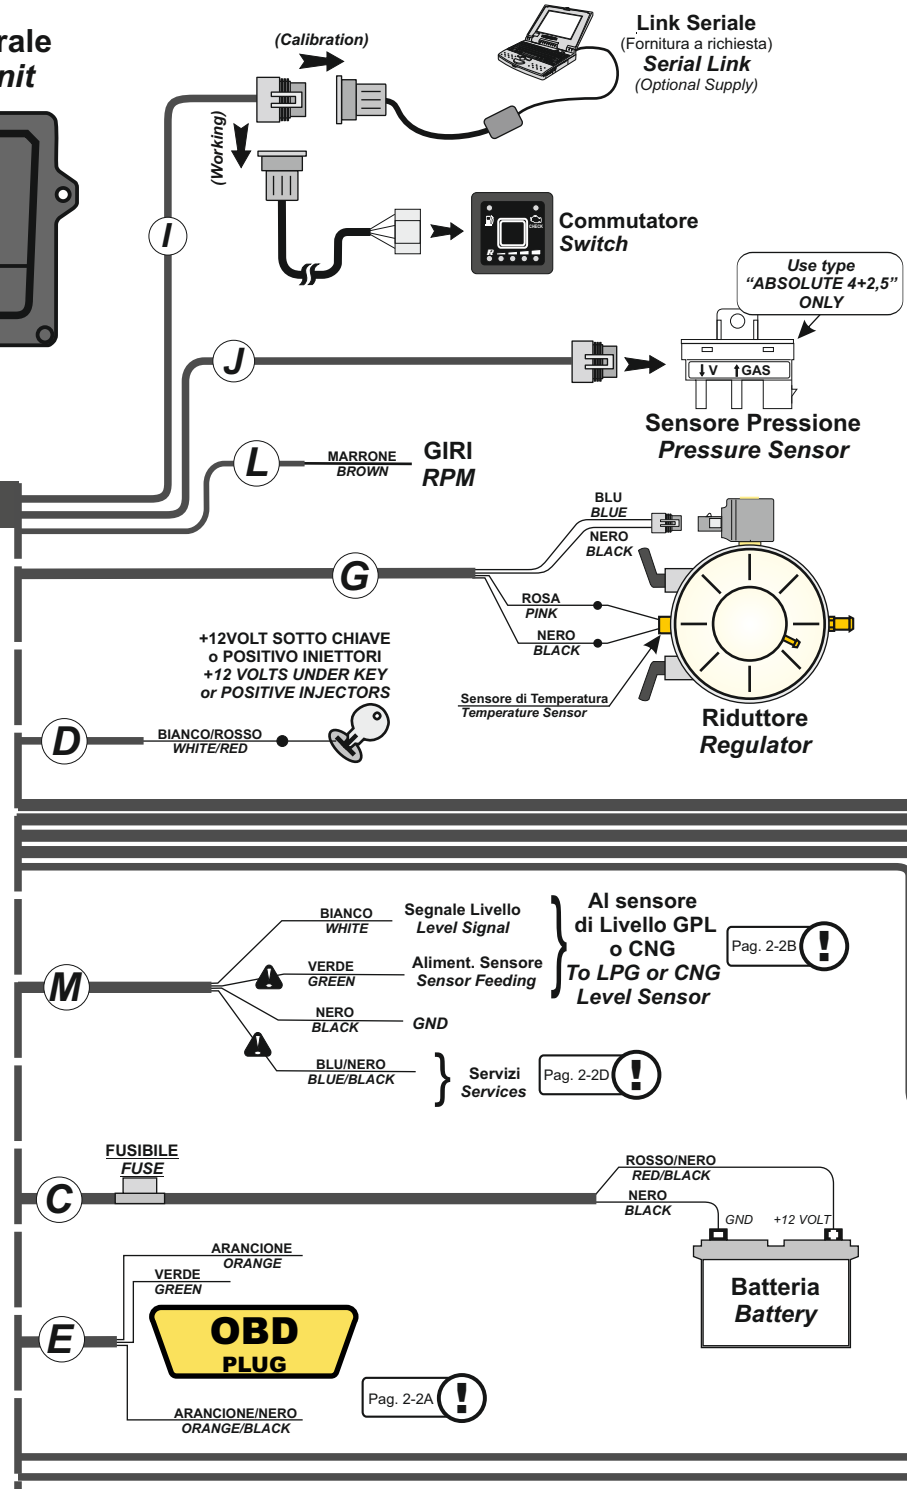 rale
nit
(Calibration)
Link Seriale
(Fornitura a richiesta)
Serial Link
(Optional Supply)
(Working)
I
CHECK
R
Commutatore
Switch
Use type
“ABSOLUTE 4+2,5”
ONLY
J
V GAS
Sensore Pressione
Pressure Sensor
L
MARRONE
BROWN
GIRI
RPM
BLU
BLUE
NERO
BLACK
G
ROSA
PINK
NERO
BLACK
+12VOLT SOTTO CHIAVE
o POSITIVO INIETTORI
+12 VOLTS UNDER KEY
or POSITIVE INJECTORS
Sensore di Temperatura
Temperature Sensor
Riduttore
Regulator
D
BIANCO/ROSSO
WHITE/RED
M
BIANCO
WHITE
Segnale Livello
Level Signal
VERDE
GREEN
Aliment. Sensore
Sensor Feeding
Al sensore
di Livello GPL
o CNG
To LPG or CNG
Level Sensor
Pag. 2-2B
!
NERO
BLACK
GND
BLU/NERO
BLUE/BLACK
Servizi
Services
Pag. 2-2D
!
C
FUSIBILE
FUSE
ROSSO/NERO
RED/BLACK
NERO
BLACK
GND
+12 VOLT
Batteria
Battery
E
ARANCIONE
ORANGE
VERDE
GREEN
OBD
PLUG
Pag. 2-2A
!
ARANCIONE/NERO
ORANGE/BLACK